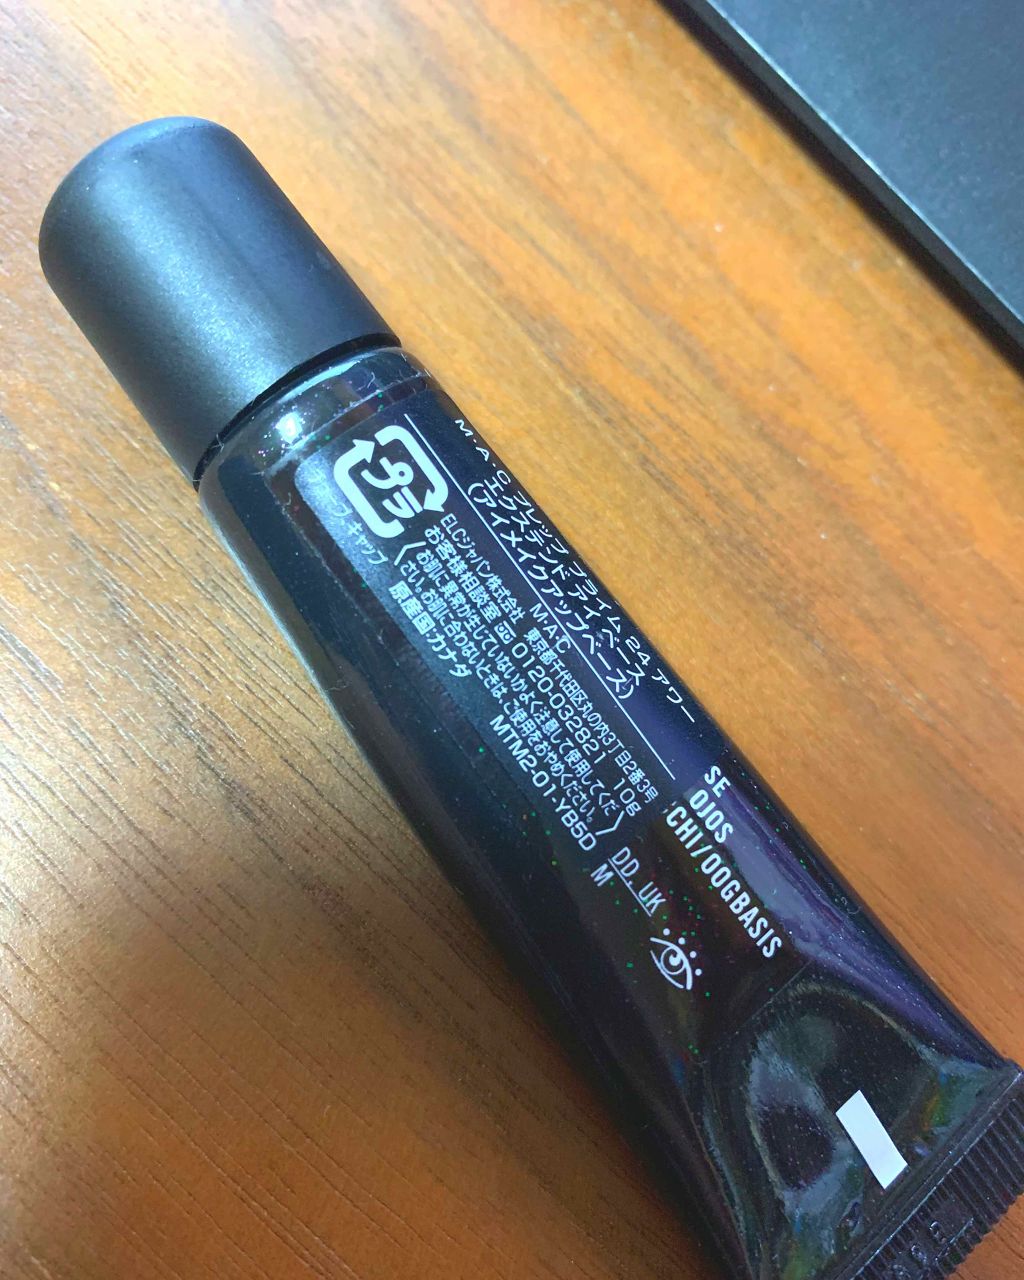 M・A・C プレップ プライム 24 アワー
エクステンド アイ ベース
(アイメイクアップベース)
M・A・C
ELCジャパン株式会社 東京都千代田区丸の内3丁目2番3号
お客様相談室 0120-032821 10g
〈お肌に異常が生じていないかよく注意して使用してくだ
さい。お肌に合わないときは、ご使用をおやめください。〉
原産国:カナダ MTM2-01-YB5D
プラ
キャップ
SE
OJOS
CHI/OOGBASIS
DD, UK
M